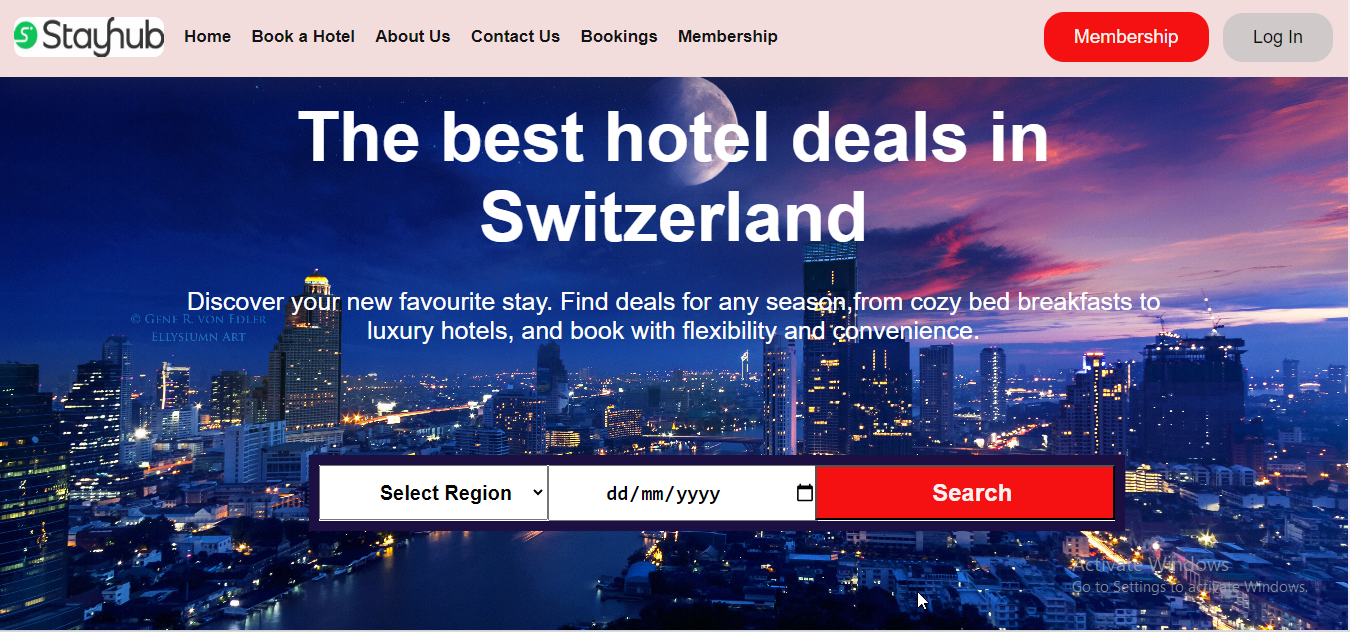 Stayhub
Home Book a Hotel About Us Contact Us Bookings Membership
Membership
Log In
The best hotel deals in
Switzerland
Discover your new favourite stay. Find deals for any season,from cozy bed breakfasts to
luxury hotels, and book with flexibility and convenience.
© Gene R. von Edler
Ellysiumn Art
Select Region
dd/mm/yyyy
Search
Activate Windows
Go to Settings to activate Windows.